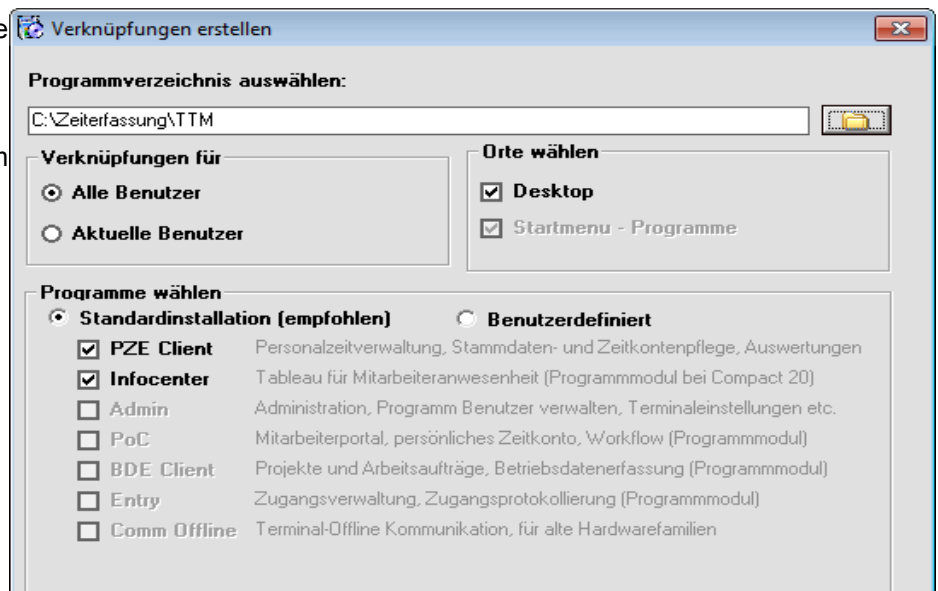 e
Verknüpfungen erstellen
Programmverzeichnis auswählen:
C:\Zeiterfassung\TTM
n
Verknüpfungen für
Alle Benutzer
Aktuelle Benutzer
Orte wählen
Desktop
Startmenu - Programme
Programme wählen
Standardinstallation (empfohlen) Benutzerdefiniert
PZE Client Personalzeitverwaltung, Stammdaten- und Zeitkontenpflege, Auswertungen
Infocenter Tableau für Mitarbeiteranwesenheit (Programmmodul bei Compact 20)
Admin Administration, Programm Benutzer verwalten, Terminaleinstellungen etc.
PoC Mitarbeiterportal, persönliches Zeitkonto, Workflow (Programmmodul)
BDE Client Projekte und Arbeitsaufträge, Betriebsdatenerfassung (Programmmodul)
Entry Zugangsverwaltung, Zugangsprotokollierung (Programmmodul)
Comm Offline Terminal-Offline Kommunikation, für alte Hardwarefamilien